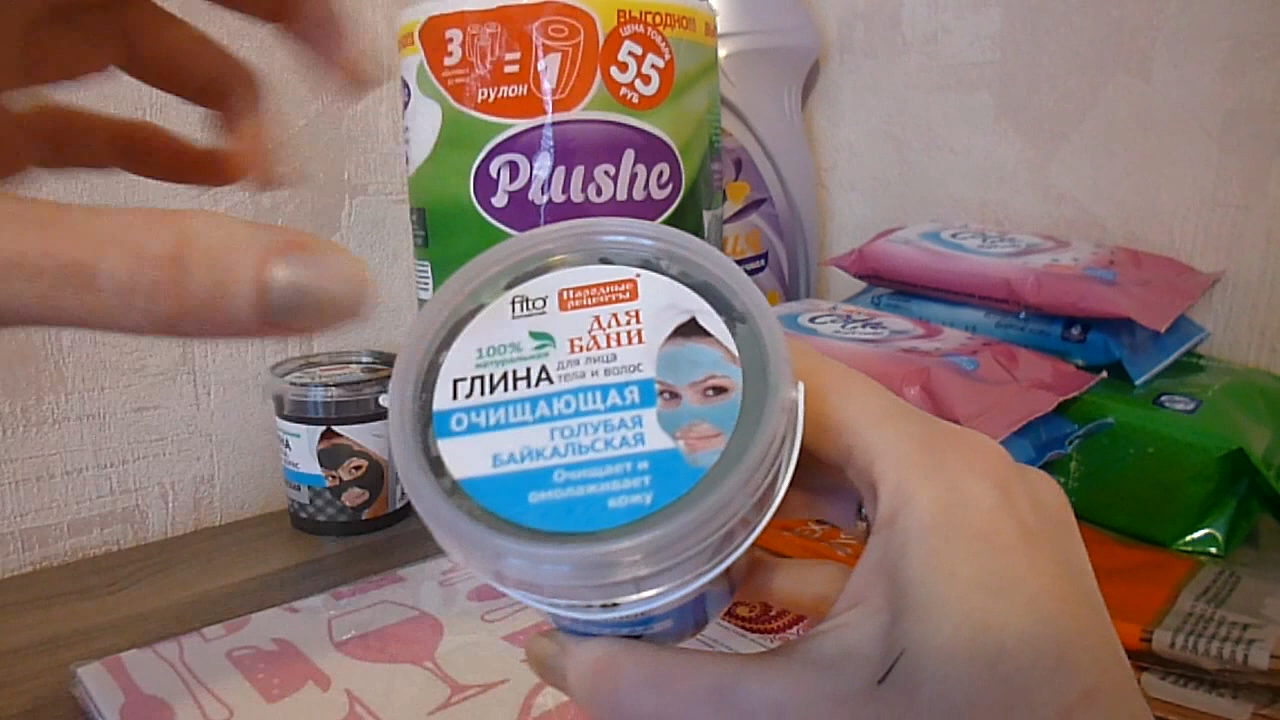 ВЫГОДНО!!!
ЦЕНА ТОВАРА
3
=
1
рулон
55
РУБ
Plushe
fito
Народные
рецепты
ДЛЯ
БАНИ
100%
натуральная
для лица
тела и волос
ГЛИНА
ОЧИЩАЮЩАЯ
ГОЛУБАЯ
БАЙКАЛЬСКАЯ
Очищает и
омолаживает
кожу